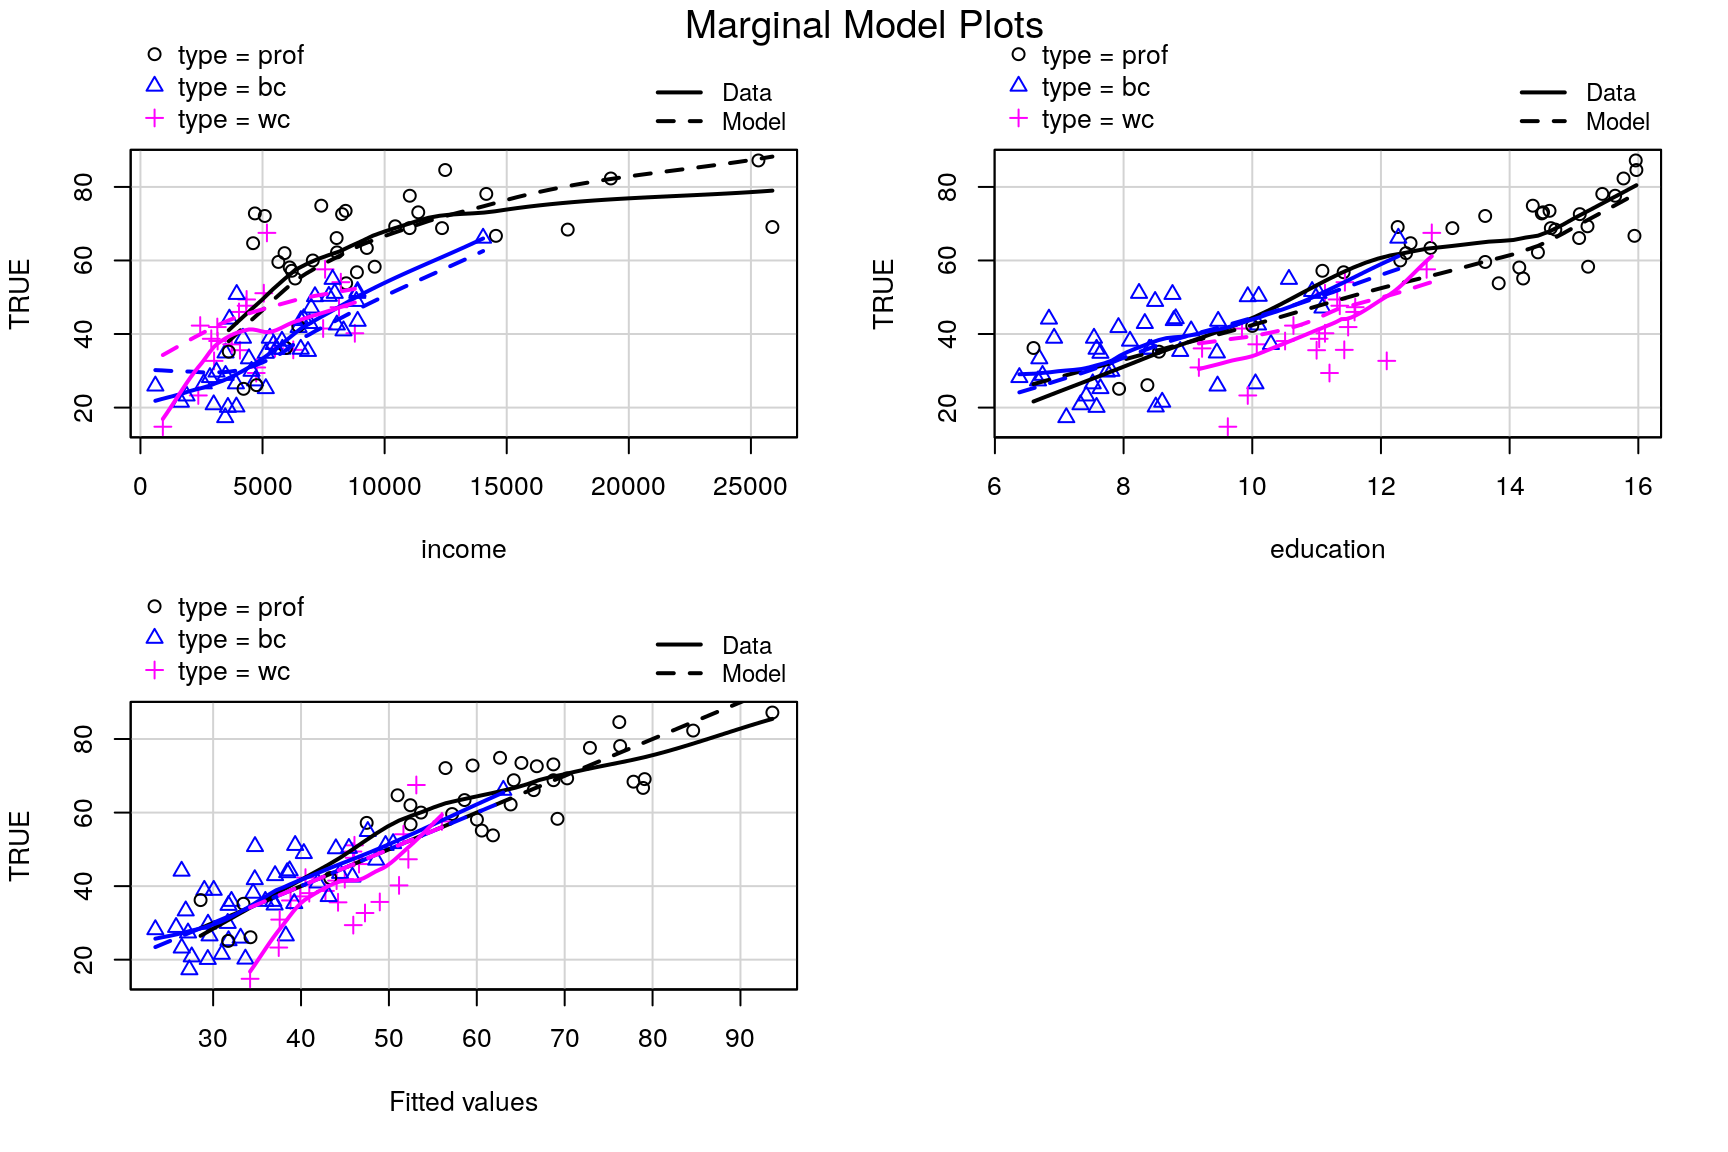 Marginal Model Plots
type = prof
type = bc
type = wc
Data
Model
TRUE
20 40 60 80
0 5000 10000 15000 20000 25000
income
type = prof
type = bc
type = wc
Data
Model
TRUE
20 40 60 80
6 8 10 12 14 16
education
type = prof
type = bc
type = wc
Data
Model
TRUE
20 40 60 80
30 40 50 60 70 80 90
Fitted values